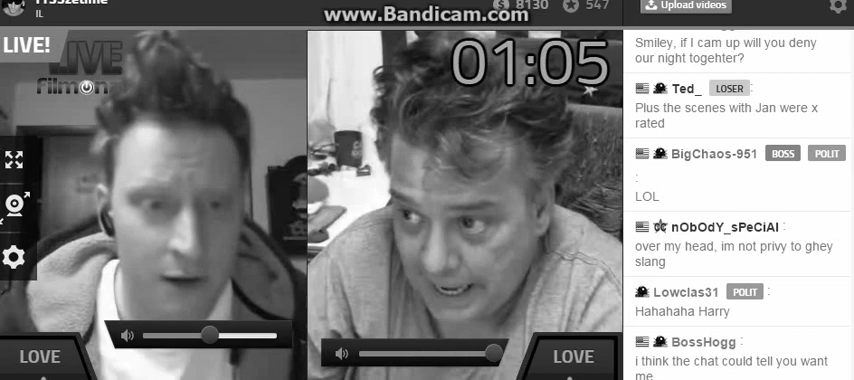 www.Bandicam.com
IL
8130
547
Upload videos
LIVE!
LIVE
filmon
01:05
Smiley, if I cam up will you deny
our night togehter?
Ted_ LOSER :
Plus the scenes with Jan were x
rated
BigChaos-951 BOSS POLIT
:
LOL
nObOdY_sPeCiAl :
over my head, im not privy to ghey
slang
Lowclas31 POLIT :
Hahahaha Harry
BossHogg :
i think the chat could tell you want
me
LOVE
LOVE